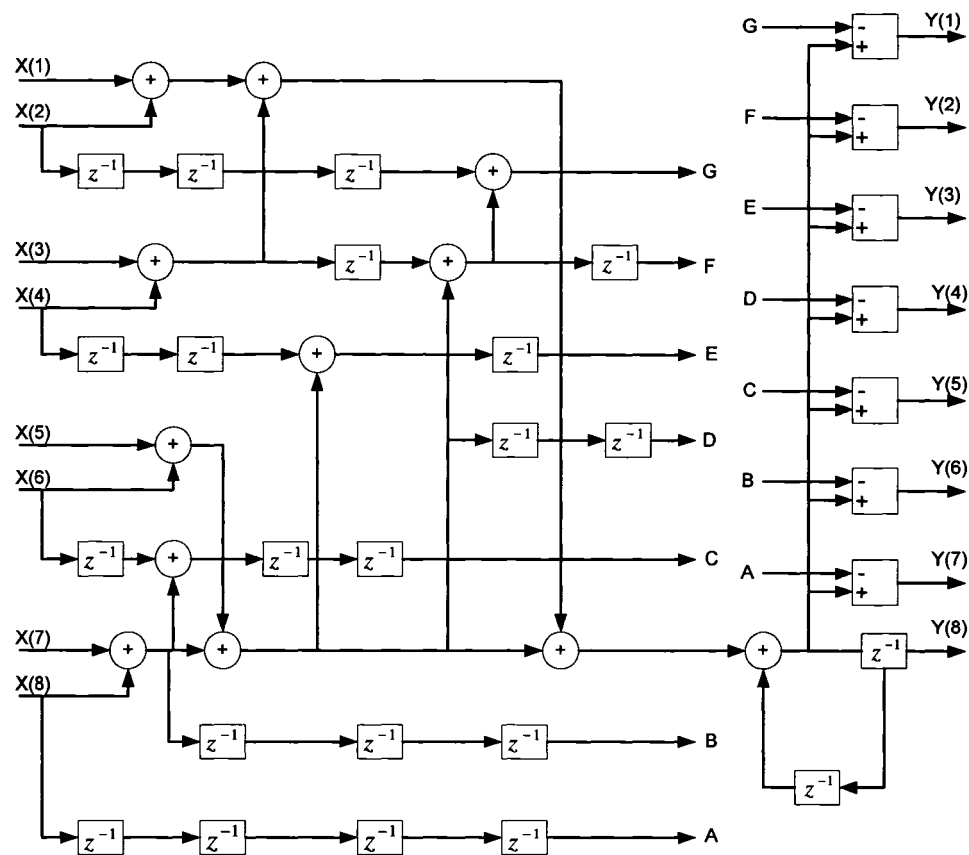 G - Y(1)
+
X(1) + +
X(2)
F - Y(2)
+
z⁻¹ z⁻¹ z⁻¹ + G
E - Y(3)
+
X(3) + z⁻¹ + z⁻¹ F
X(4)
D - Y(4)
+
z⁻¹ z⁻¹ + z⁻¹ E
C - Y(5)
+
X(5) + z⁻¹ z⁻¹ D
X(6)
B - Y(6)
+
z⁻¹ + z⁻¹ z⁻¹ C
A - Y(7)
+
X(7) + + + + z⁻¹ Y(8)
X(8)
z⁻¹ z⁻¹ z⁻¹ B
z⁻¹
z⁻¹ z⁻¹ z⁻¹ z⁻¹ A